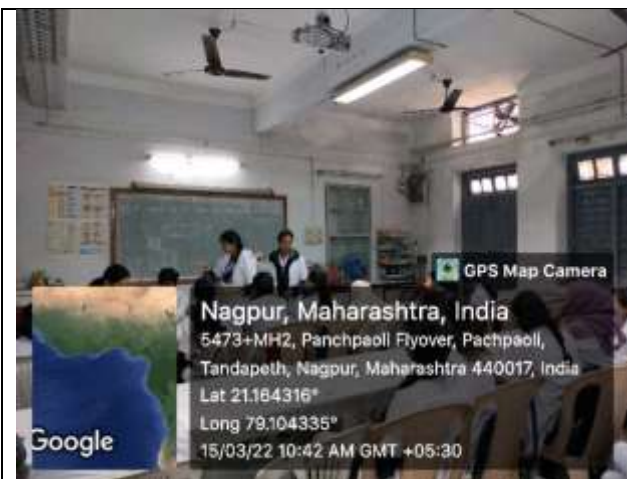 GPS Map Camera
Nagpur, Maharashtra, India
5473+MH2, Panchpaoli Flyover, Pachpaoli,
Tandapeth, Nagpur, Maharashtra 440017, India
Lat 21.164316°
Long 79.104335°
15/03/22 10:42 AM GMT +05:30
Google